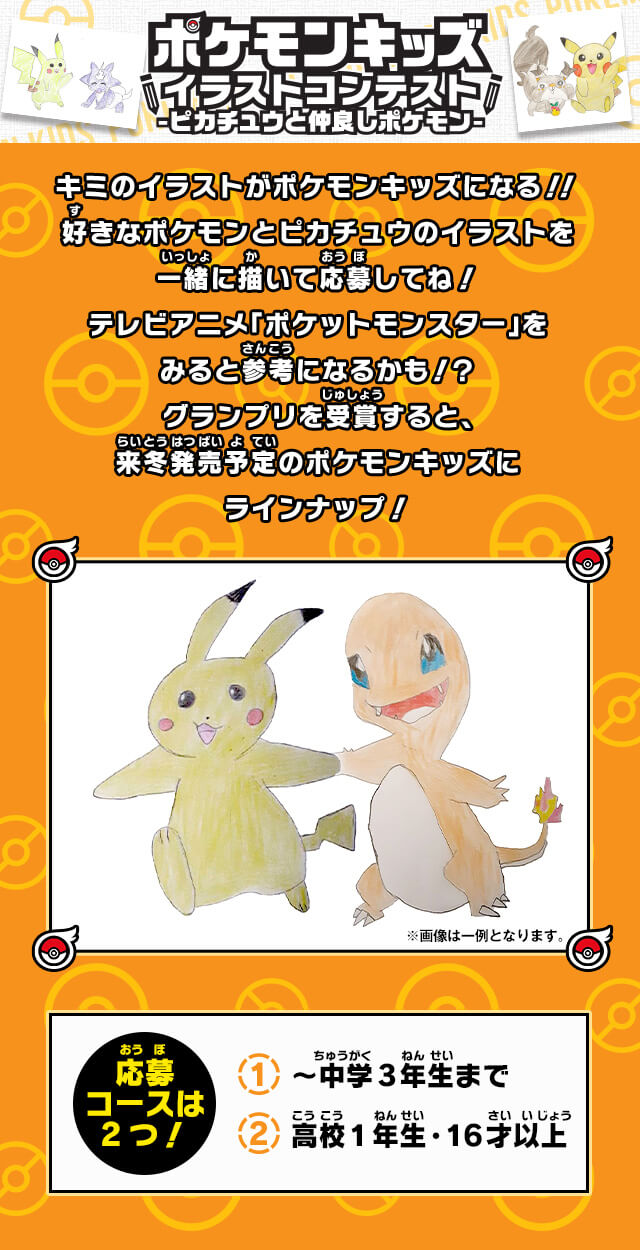 ポケモンキッズ
イラストコンテスト
-ピカチュウと仲良しポケモン-
キミのイラストがポケモンキッズになる!!
好きなポケモンとピカチュウのイラストを
一緒に描いて応募してね!
テレビアニメ「ポケットモンスター」を
みると参考になるかも!?
グランプリを受賞すると、
来冬発売予定のポケモンキッズに
ラインナップ!
※画像は一例となります。
応募
コースは
2つ!
① ～中学3年生まで
② 高校1年生・16才以上